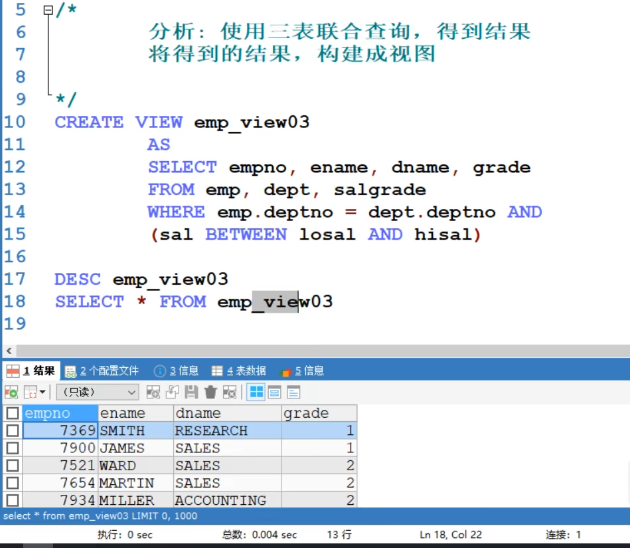 5 /*
6 分析: 使用三表联合查询, 得到结果
7 将得到的结果, 构建成视图
8
9 */
10 CREATE VIEW emp_view03
11 AS
12 SELECT empno, ename, dname, grade
13 FROM emp, dept, salgrade
14 WHERE emp.deptno = dept.deptno AND
15 (sal BETWEEN losal AND hisal)
16
17 DESC emp_view03
18 SELECT * FROM emp_view03
19
1 结果 2 个配置文件 3 信息 4 表数据 5 信息
(只读)
empno ename dname grade
7369 SMITH RESEARCH 1
7900 JAMES SALES 1
7521 WARD SALES 2
7654 MARTIN SALES 2
7934 MILLER ACCOUNTING 2
select * from emp_view03 LIMIT 0, 1000
执行: 0 sec 总数: 0.004 sec 13 行 Ln 18, Col 22 连接: 1